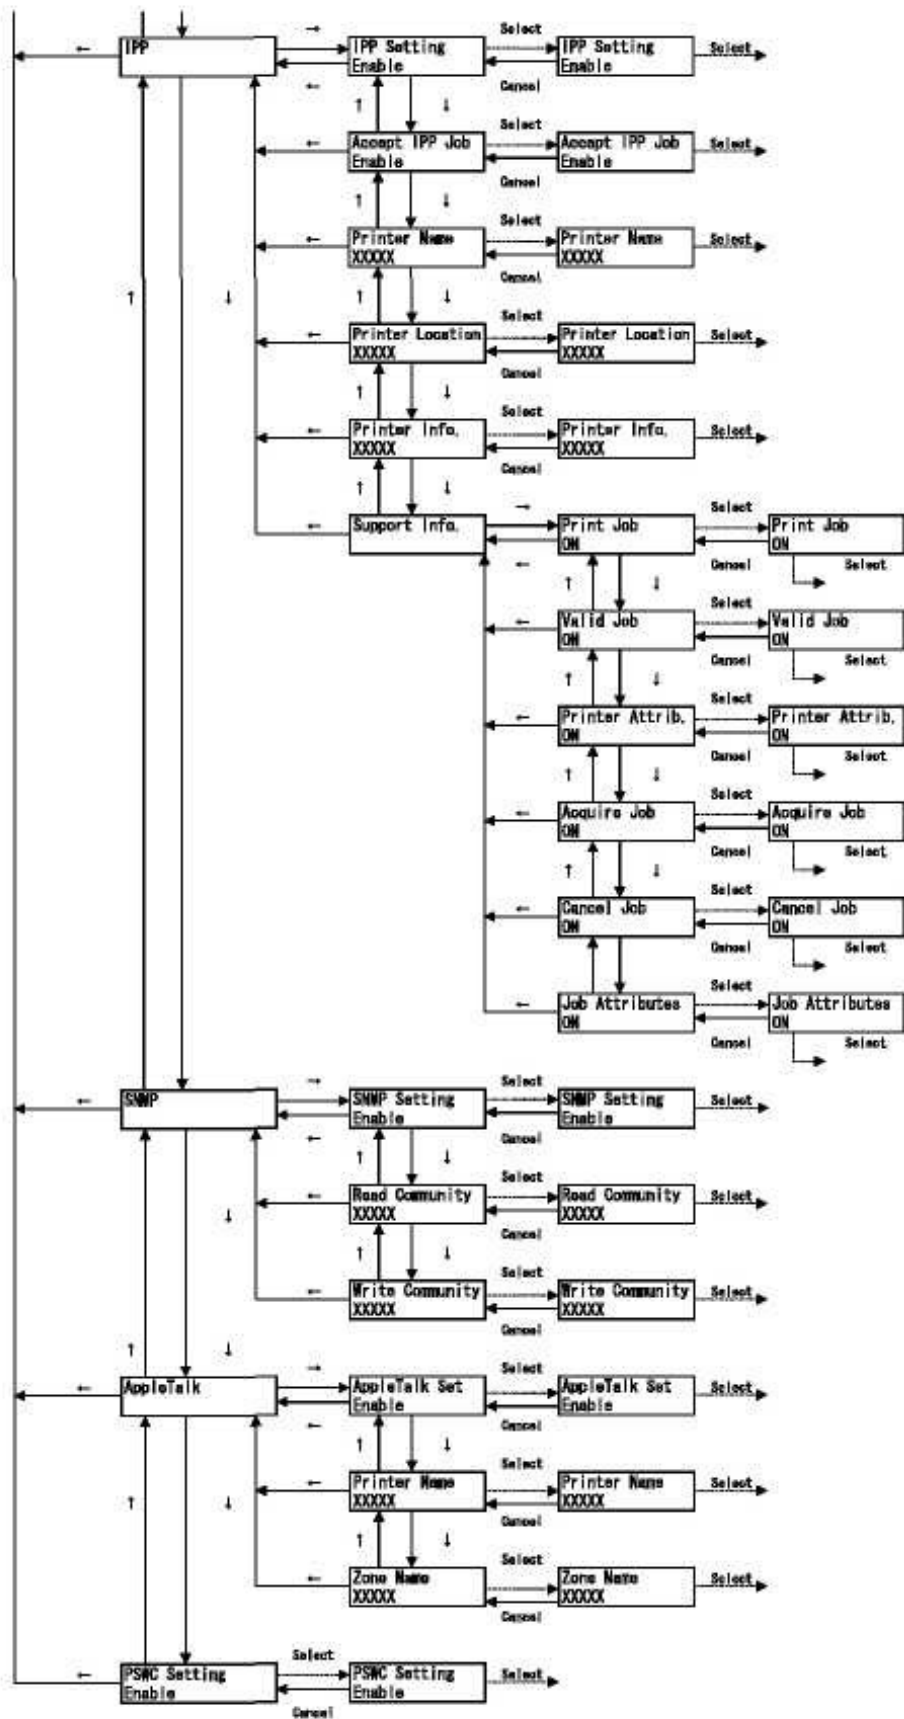 Select
→
IPP
IPP Setting
Enable
IPP Setting
Enable
Select
←
←
Cancel
↑
↓
Select
Accept IPP Job
Enable
Accept IPP Job
Enable
Select
←
Cancel
↑
↓
Select
Printer Name
XXXXX
Printer Name
XXXXX
Select
←
Cancel
↑
↓
↑
↓
Select
Printer Location
XXXXX
Printer Location
XXXXX
Select
←
Cancel
↑
↓
Select
Printer Info.
XXXXX
Printer Info.
XXXXX
Select
←
Cancel
↑
↓
→
Select
Support Info.
Print Job
ON
Print Job
ON
←
←
Cancel
Select
↑
↓
Select
Valid Job
ON
Valid Job
ON
←
Cancel
Select
↑
↓
Select
Printer Attrib.
ON
Printer Attrib.
ON
←
Cancel
Select
↑
↓
Select
Acquire Job
ON
Acquire Job
ON
←
Cancel
Select
↑
↓
Select
Cancel Job
ON
Cancel Job
ON
←
Cancel
Select
Select
Job Attributes
ON
Job Attributes
ON
←
Cancel
Select
→
Select
SNMP
SNMP Setting
Enable
SNMP Setting
Enable
Select
←
←
Cancel
↑
↓
Select
Read Community
XXXXX
Read Community
XXXXX
Select
←
↓
Cancel
↑
↓
Select
Write Community
XXXXX
Write Community
XXXXX
Select
←
Cancel
↑
↓
→
Select
AppleTalk
AppleTalk Set
Enable
AppleTalk Set
Enable
Select
←
←
Cancel
↑
↓
Select
Printer Name
XXXXX
Printer Name
XXXXX
Select
←
↑
↓
Cancel
↑
↓
Select
Zone Name
XXXXX
Zone Name
XXXXX
Select
←
Cancel
Select
PSWC Setting
Enable
PSWC Setting
Enable
Select
←
Cancel